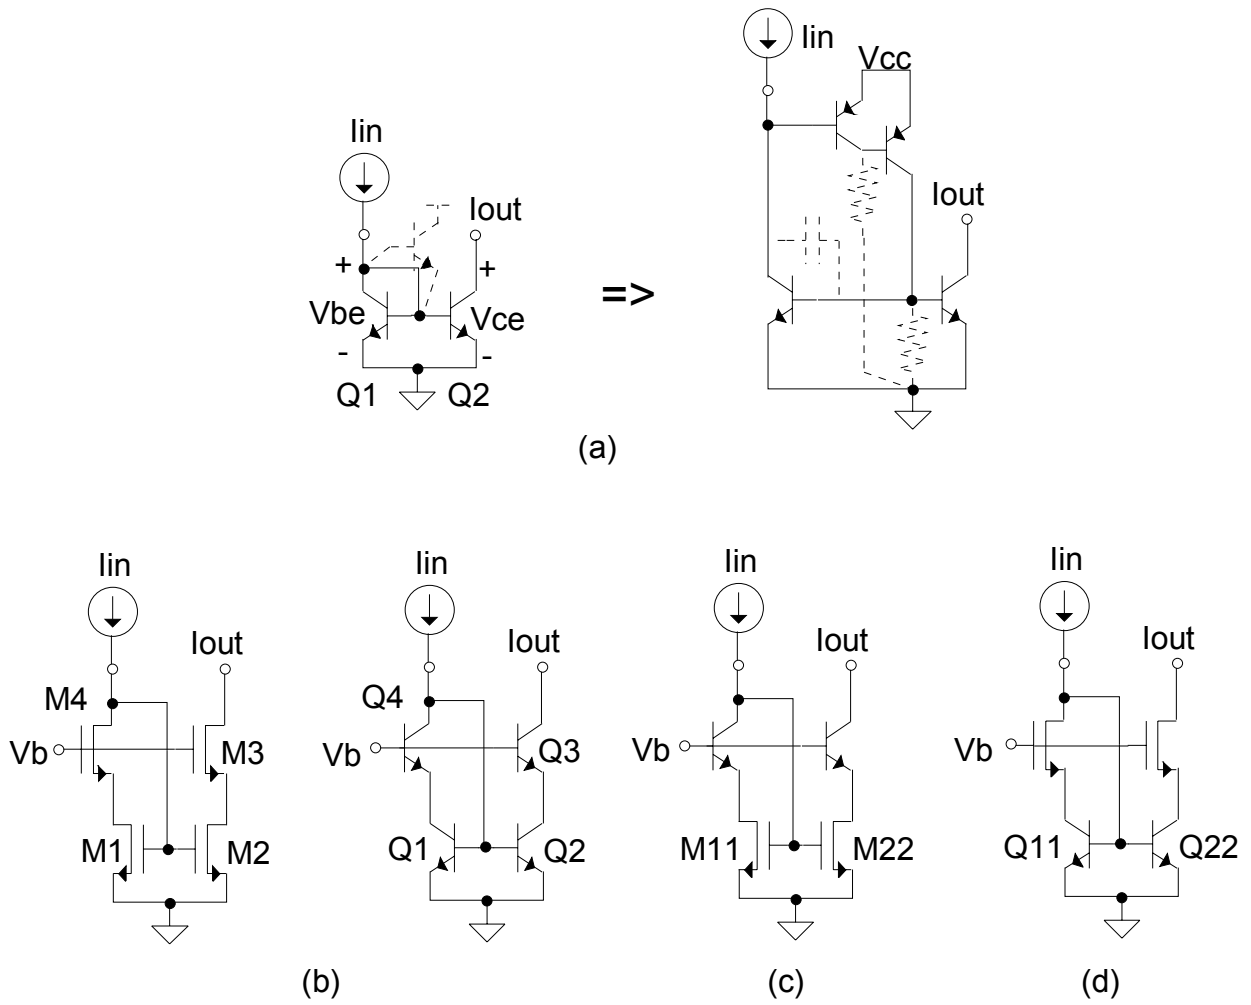 Iin
Vcc
Iin
Iout
Iout
+
+
=>
Vbe
Vce
-
-
Q1
Q2
(a)
Iin
Iin
Iin
Iin
Iout
Iout
Iout
Iout
M4
Q4
Vb
M3
Vb
Q3
Vb
Vb
M1
M2
Q1
Q2
M11
M22
Q11
Q22
(b)
(c)
(d)